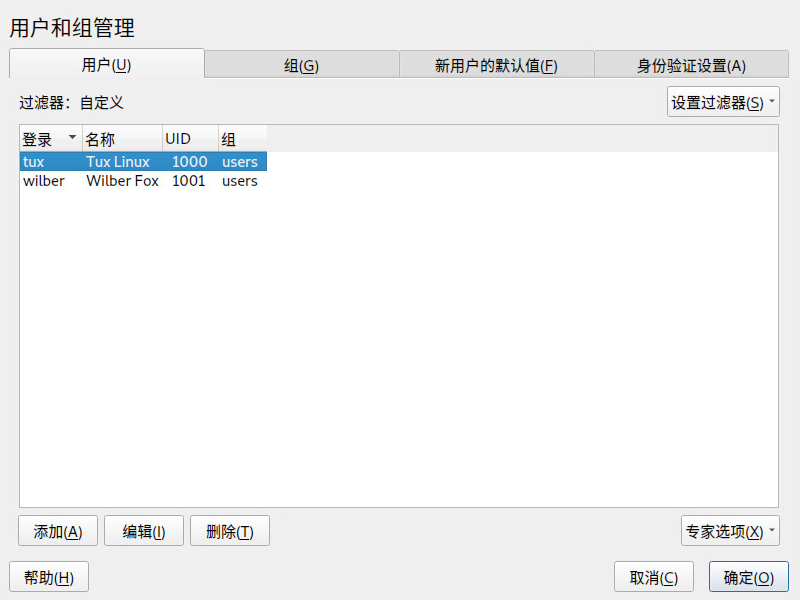 用户和组管理
用户(U) 组(G) 新用户的默认值(F) 身份验证设置(A)
过滤器：自定义 设置过滤器(S)
登录 名称 UID 组
tux Tux Linux 1000 users
wilber Wilber Fox 1001 users
添加(A) 编辑(I) 删除(T) 专家选项(X)
帮助(H) 取消(C) 确定(O)